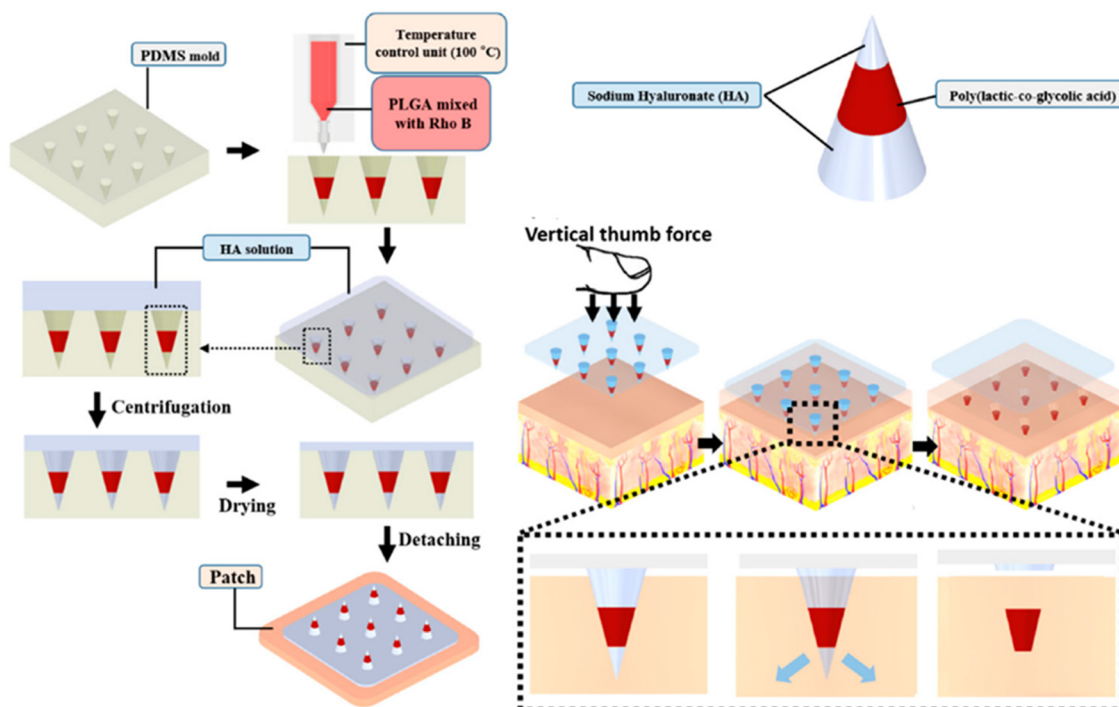 PDMS mold
Temperature
control unit (100 °C)
PLGA mixed
with Rho B
HA solution
Centrifugation
Drying
Detaching
Patch
Sodium Hyaluronate (HA)
Poly(lactic-co-glycolic acid)
Vertical thumb force